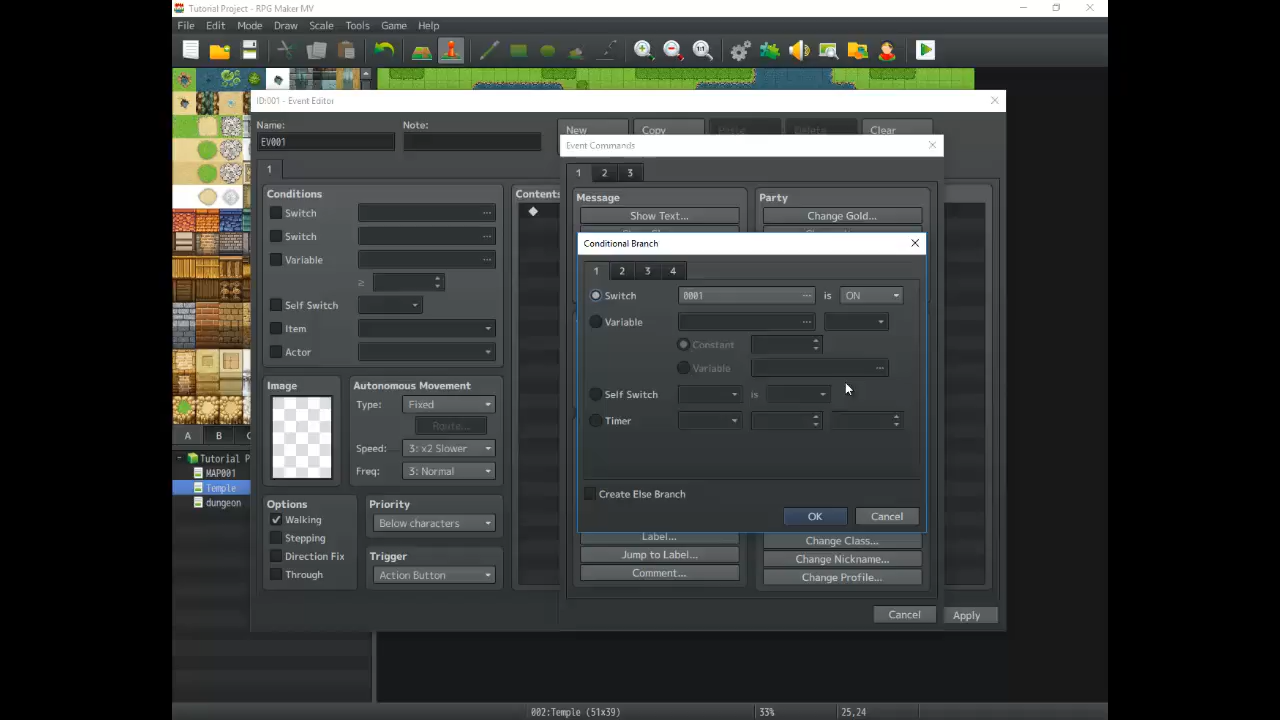 Tutorial Project - RPG Maker MV
File Edit Mode Draw Scale Tools Game Help
ID:001 - Event Editor
Name: Note:
EV001
New Copy Clear
Event Commands
1
1 2 3
Conditions
Switch
Switch
Variable
≥
Self Switch
Item
Actor
Contents
Message Party
Show Text... Change Gold...
Conditional Branch
1 2 3 4
Switch 0001 ... is ON
Variable ...
Constant
Variable ...
Self Switch is
Timer
Create Else Branch
OK Cancel
Image
Autonomous Movement
Type: Fixed
Route...
Speed: 3: x2 Slower
Freq: 3: Normal
Options
Walking
Stepping
Direction Fix
Through
Priority
Below characters
Trigger
Action Button
Label... Change Class...
Jump to Label... Change Nickname...
Comment... Change Profile...
Cancel Apply
A B
Tutorial P
MAP001
Temple
dungeon
002:Temple (51x39) 33% 25,24